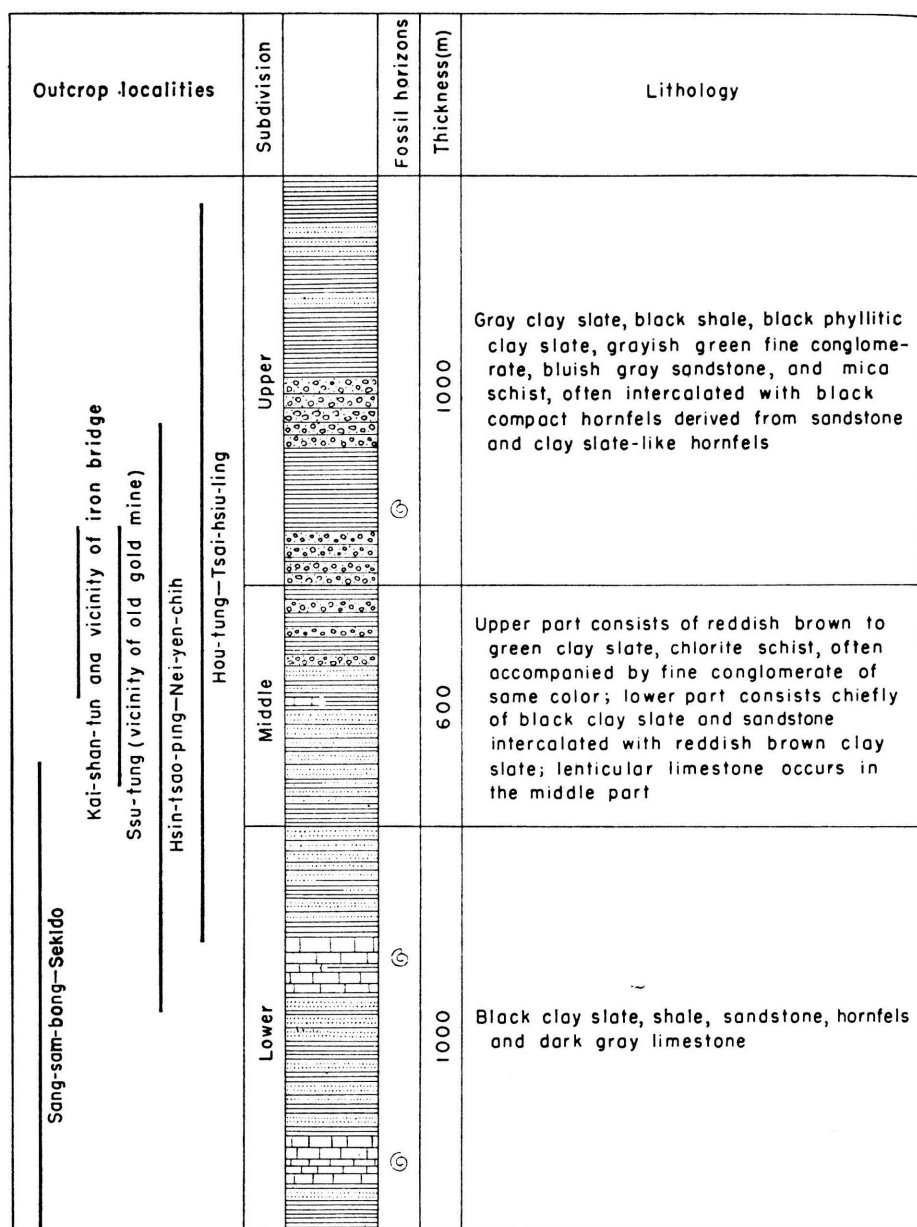 Outcrop localities
Subdivision
Fossil horizons
Thickness(m)
Lithology
Sang-sam-bong—Sekido
Kai-shan-tun and vicinity of iron bridge
Ssu-tung (vicinity of old gold mine)
Hsin-tsao-ping—Nei-yen-chih
Hou-tung—Tsai-hsiu-ling
Upper
1000
Gray clay slate, black shale, black phyllitic
clay slate, grayish green fine conglome-
rate, bluish gray sandstone, and mica
schist, often intercalated with black
compact hornfels derived from sandstone
and clay slate-like hornfels
Middle
600
Upper part consists of reddish brown to
green clay slate, chlorite schist, often
accompanied by fine conglomerate of
same color; lower part consists chiefly
of black clay slate and sandstone
intercalated with reddish brown clay
slate; lenticular limestone occurs in
the middle part
Lower
1000
Black clay slate, shale, sandstone, hornfels
and dark gray limestone